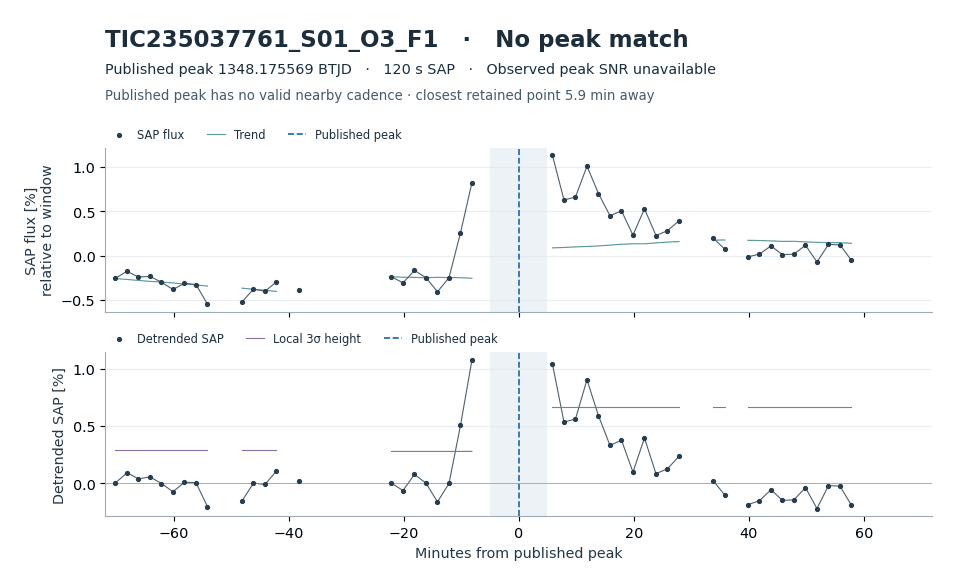 TIC235037761_S01_O3_F1 · No peak match
Published peak 1348.175569 BTJD · 120 s SAP · Observed peak SNR unavailable
Published peak has no valid nearby cadence · closest retained point 5.9 min away
SAP flux Trend Published peak
SAP flux [%]
relative to window
1.0
0.5
0.0
−0.5
Detrended SAP Local 3σ height Published peak
Detrended SAP [%]
1.0
0.5
0.0
−60 −40 −20 0 20 40 60
Minutes from published peak